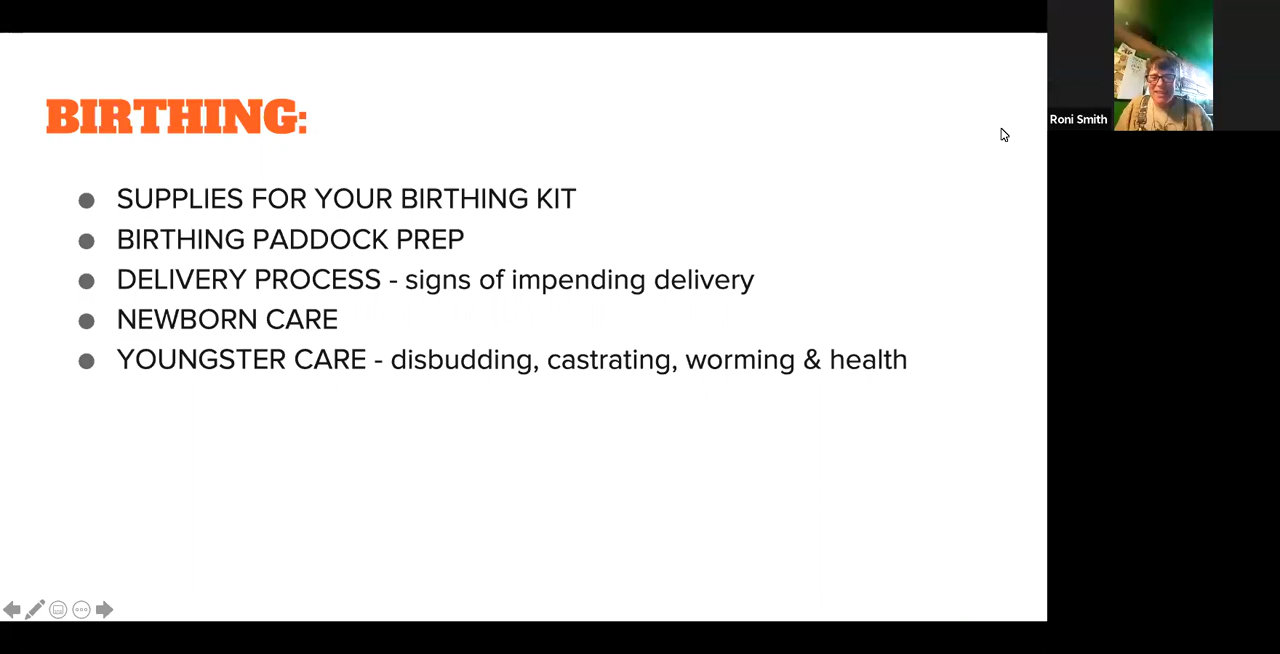 BIRTHING:
SUPPLIES FOR YOUR BIRTHING KIT
BIRTHING PADDOCK PREP
DELIVERY PROCESS - signs of impending delivery
NEWBORN CARE
YOUNGSTER CARE - disbudding, castrating, worming & health
Roni Smith